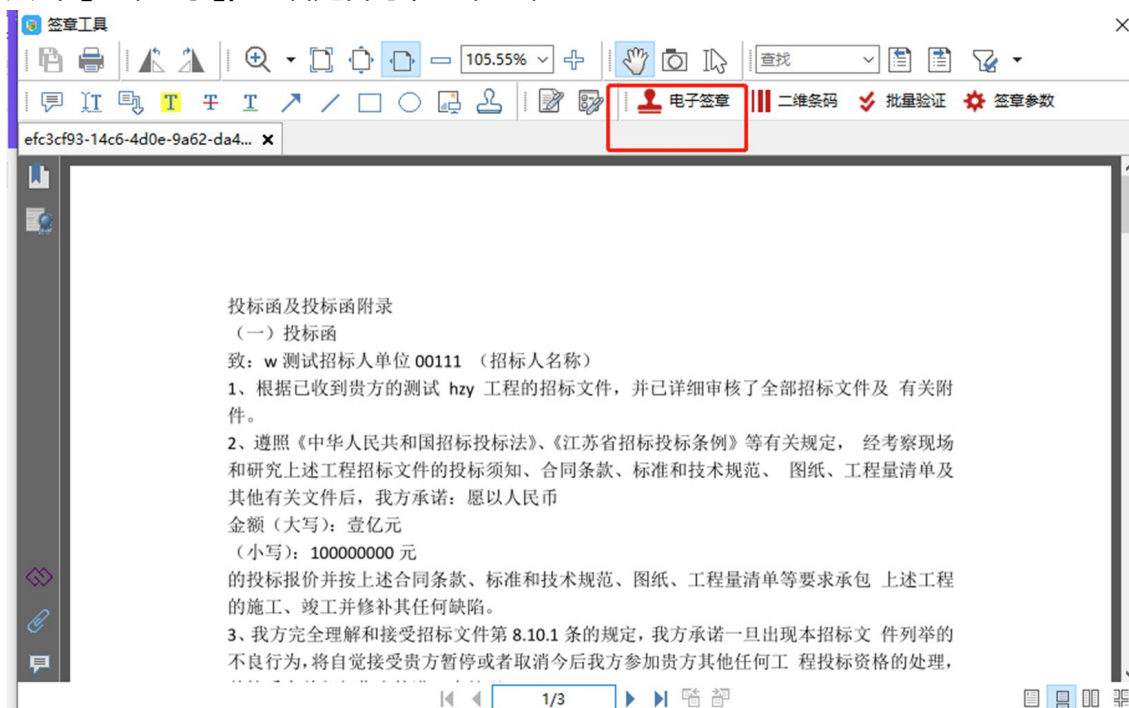 签章工具
105.55%
查找
电子签章
二维条码
批量验证
签章参数
efc3cf93-14c6-4d0e-9a62-da4...
投标函及投标函附录
（一）投标函
致：w 测试招标人单位 00111 （招标人名称）
1、根据已收到贵方的测试 hzy 工程的招标文件，并已详细审核了全部招标文件及 有关附
件。
2、遵照《中华人民共和国招标投标法》、《江苏省招标投标条例》等有关规定， 经考察现场
和研究上述工程招标文件的投标须知、合同条款、标准和技术规范、 图纸、工程量清单及
其他有关文件后，我方承诺：愿以人民币
金额（大写）：壹亿元
（小写）：100000000 元
的投标报价并按上述合同条款、标准和技术规范、图纸、工程量清单等要求承包 上述工程
的施工、竣工并修补其任何缺陷。
3、我方完全理解和接受招标文件第 8.10.1 条的规定，我方承诺一旦出现本招标文 件列举的
不良行为，将自觉接受贵方暂停或者取消今后我方参加贵方其他任何工 程投标资格的处理，
1/3